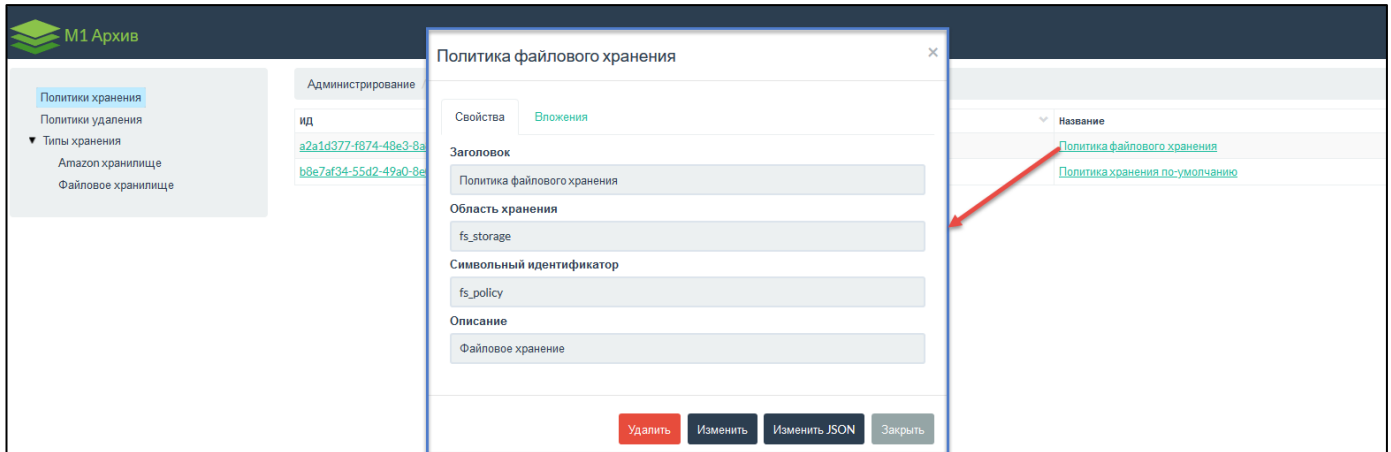 М1 Архив
Политики хранения
Политики удаления
Типы хранения
Amazon хранилище
Файловое хранилище
Администрирование /
ид
Название
a2a1d377-f874-48e3-8a
Политика файлового хранения
b8e7af34-55d2-49a0-8e
Политика хранения по-умолчанию
Политика файлового хранения
×
Свойства Вложения
Заголовок
Политика файлового хранения
Область хранения
fs_storage
Символьный идентификатор
fs_policy
Описание
Файловое хранение
Удалить Изменить Изменить JSON Закрыть